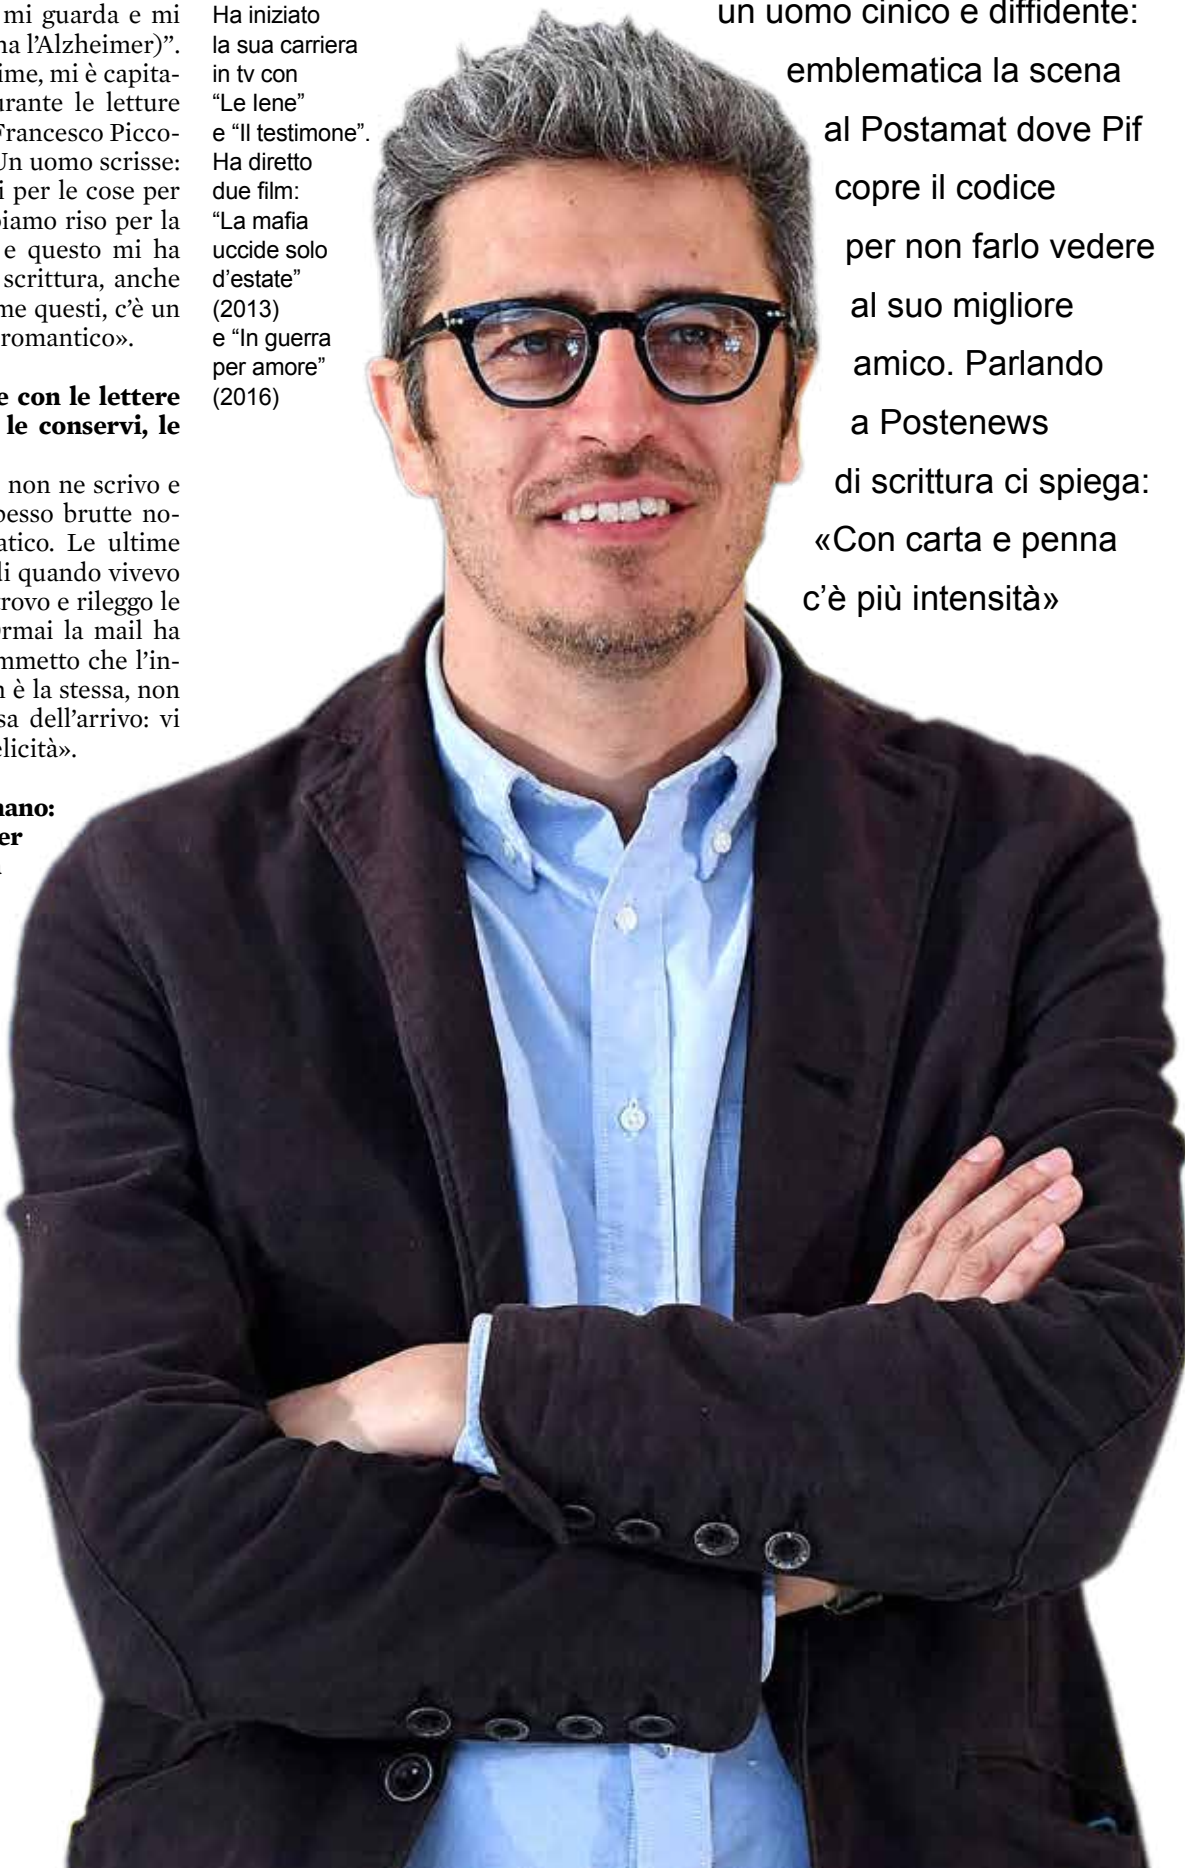 mi guarda e mi
ha l’Alzheimer)”.
ime, mi è capita-
urante le letture
Francesco Picco-
Un uomo scrisse:
i per le cose per
biamo riso per la
e questo mi ha
scrittura, anche
me questi, c’è un
romantico».
e con le lettere
le conservi, le
non ne scrivo e
pesso brutte no-
atico. Le ultime
di quando vivevo
rovo e rileggo le
Ormai la mail ha
mmetto che l’in-
n è la stessa, non
sa dell’arrivo: vi
elicità».
nano:
er
Ha iniziato
la sua carriera
in tv con
“Le Iene”
e “Il testimone”.
Ha diretto
due film:
“La mafia
uccide solo
d’estate”
(2013)
e “In guerra
per amore”
(2016)
un uomo cinico e diffidente:
emblematica la scena
al Postamat dove Pif
copre il codice
per non farlo vedere
al suo migliore
amico. Parlando
a Postenews
di scrittura ci spiega:
«Con carta e penna
c’è più intensità»